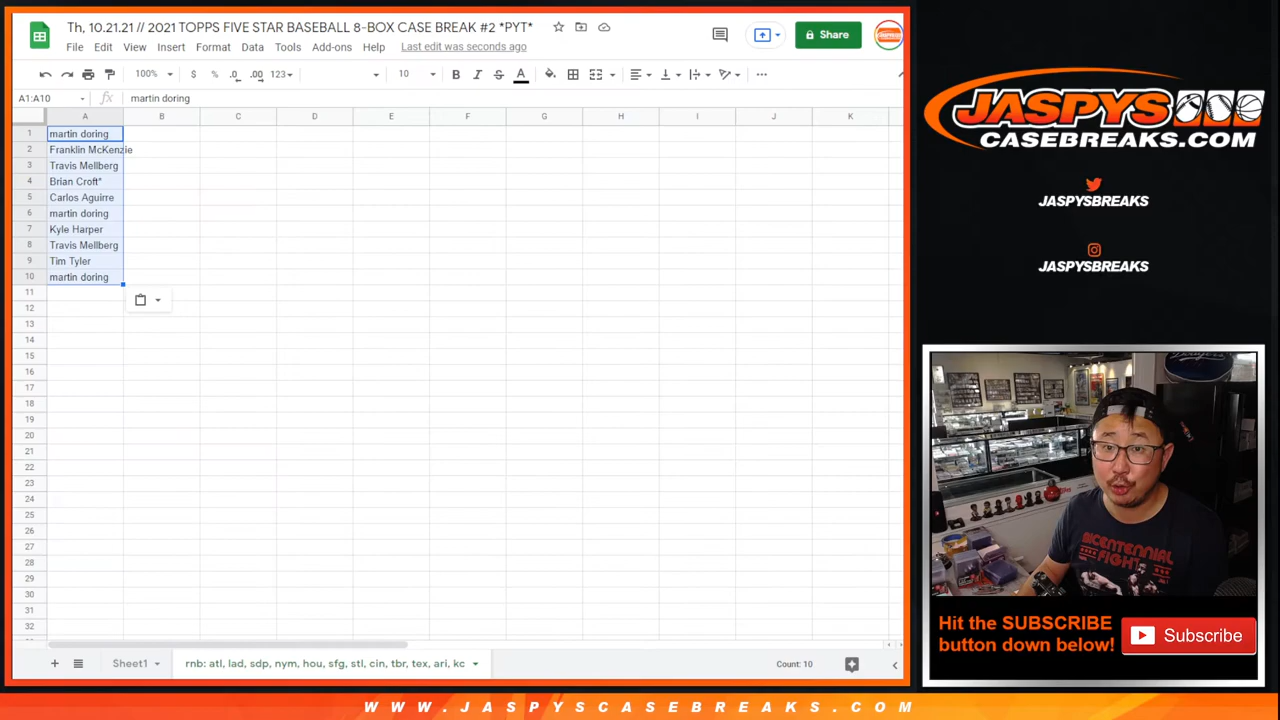 Th, 10.21.21 // 2021 TOPPS FIVE STAR BASEBALL 8-BOX CASE BREAK #2 *PYT*
File Edit View Insert Format Data Tools Add-ons Help Last edit was seconds ago
Share
JASPYS
CASEBREAKS.COM
100% $ % .0 .00 123 10 B I S A
A1:A10 fx martin doring
A B C D E F G H I J K
1 martin doring
2 Franklin McKenzie
3 Travis Mellberg
4 Brian Croft*
5 Carlos Aguirre
6 martin doring
7 Kyle Harper
8 Travis Mellberg
9 Tim Tyler
10 martin doring
11
12
13
14
15
16
17
18
19
20
21
22
23
24
25
26
27
28
29
30
31
32
JASPYSBREAKS
JASPYSBREAKS
Dodgers
BICENTENNIAL
FIGHT
Hit the SUBSCRIBE
button down below!
Subscribe
Sheet1 rnb: atl, lad, sdp, nym, hou, sfg, stl, cin, tbr, tex, ari, kc Count: 10
WWW.JASPYSCASEBREAKS.COM